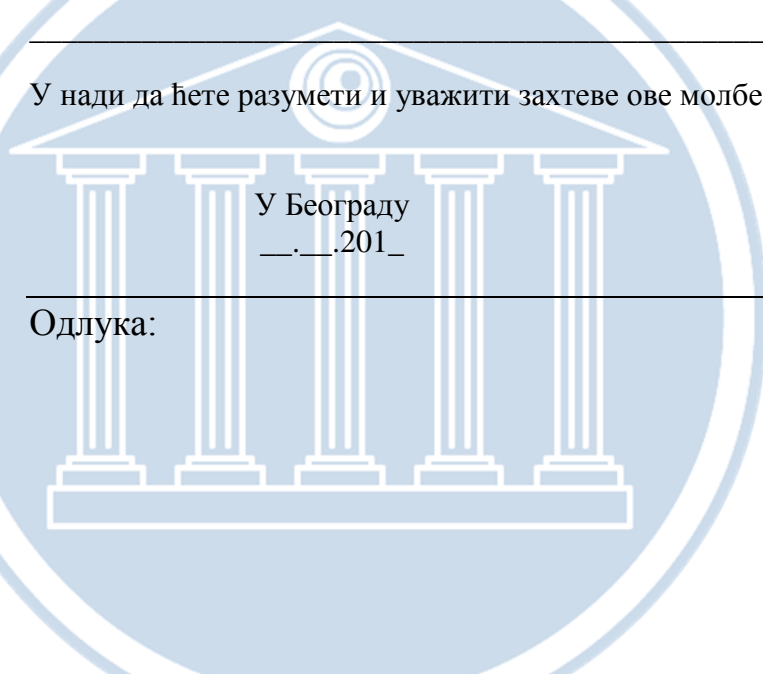 У нади да ћете разумети и уважити захтеве ове молбе
У Београду
__.__.201_
Одлука: